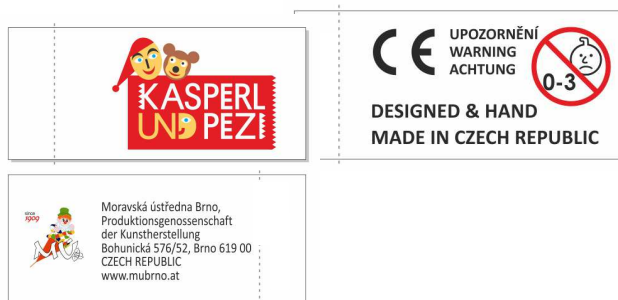 KASPERL
UND PEZI
CE
UPOZORNĚNÍ
WARNING
ACHTUNG
0-3
DESIGNED & HAND
MADE IN CZECH REPUBLIC
since
1909
MÚ
Moravská ústředna Brno,
Produktionsgenossenschaft
der Kunstherstellung
Bohunická 576/52, Brno 619 00
CZECH REPUBLIC
www.mubrno.at